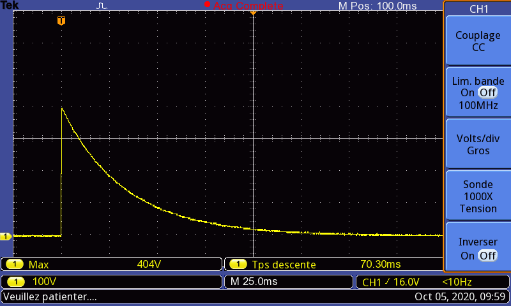 Tek Acq Complete M Pos: 100.0ms CH1
T
Couplage
CC
Lim. bande
On Off
100MHz
Volts/div
Gros
Sonde
1000X
Tension
Inverser
On Off
1
1 Max 404V 1 Tps descente 70.30ms
1 100V M 25.0ms CH1 16.0V <10Hz
Veuillez patienter.... Oct 05, 2020, 09:59